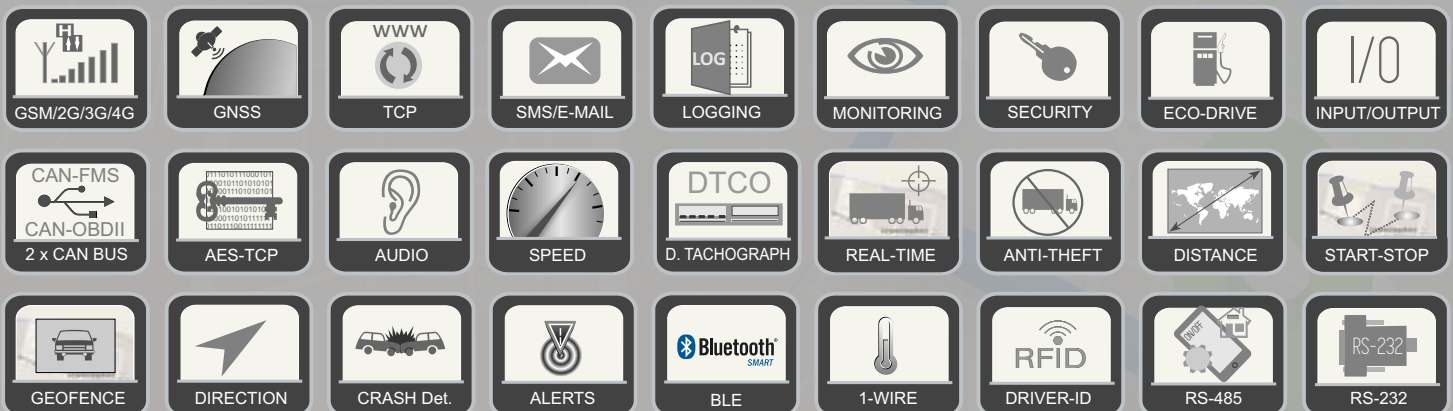 WWW
LOG
I/O
GSM/2G/3G/4G
GNSS
TCP
SMS/E-MAIL
LOGGING
MONITORING
SECURITY
ECO-DRIVE
INPUT/OUTPUT
CAN-FMS
CAN-OBDII
DTCO
2 x CAN BUS
AES-TCP
AUDIO
SPEED
D. TACHOGRAPH
REAL-TIME
ANTI-THEFT
DISTANCE
START-STOP
Bluetooth
SMART
RFID
ON/OFF
RS-232
GEOFENCE
DIRECTION
CRASH Det.
ALERTS
BLE
1-WIRE
DRIVER-ID
RS-485
RS-232